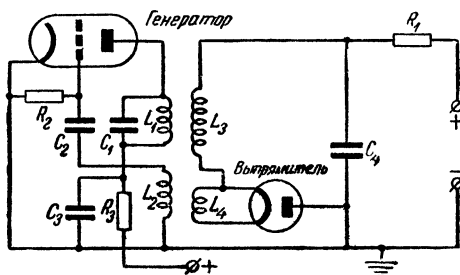 Генератор
R1
+
R2
C2
C1
L1
L3
C4
Выпрямитель
L2
L4
C3
R3
+
−